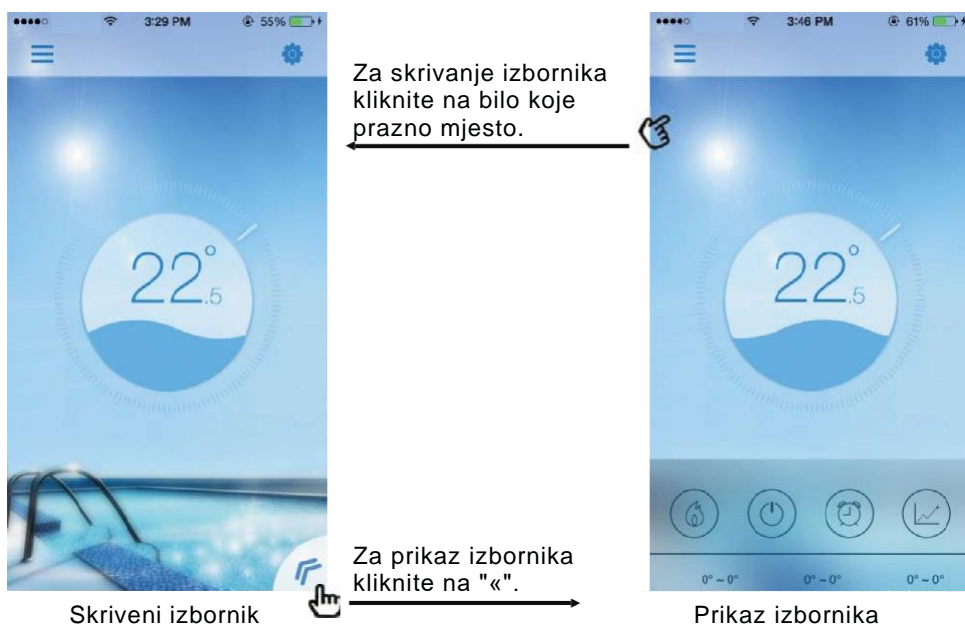 3:29 PM 55%
22°.5
Skriveni izbornik
Za skrivanje izbornika
kliknite na bilo koje
prazno mjesto.
Za prikaz izbornika
kliknite na "«".
3:46 PM 61%
22°.5
0° ~ 0° 0° ~ 0° 0° ~ 0°
Prikaz izbornika